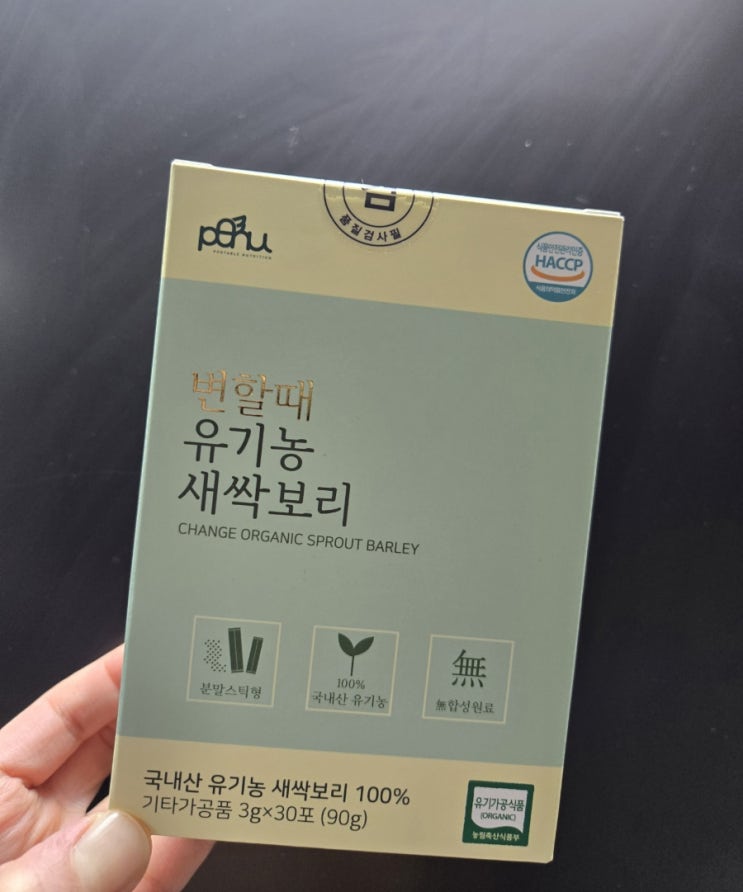 품질검사필
PORTABLE NUTRITION
식품안전관리인증
HACCP
식품의약품안전처
변할때
유기농
새싹보리
CHANGE ORGANIC SPROUT BARLEY
분말스틱형
100%
국내산 유기농
無
無합성원료
국내산 유기농 새싹보리 100%
기타가공품 3g×30포 (90g)
유기가공식품
(ORGANIC)
농림축산식품부